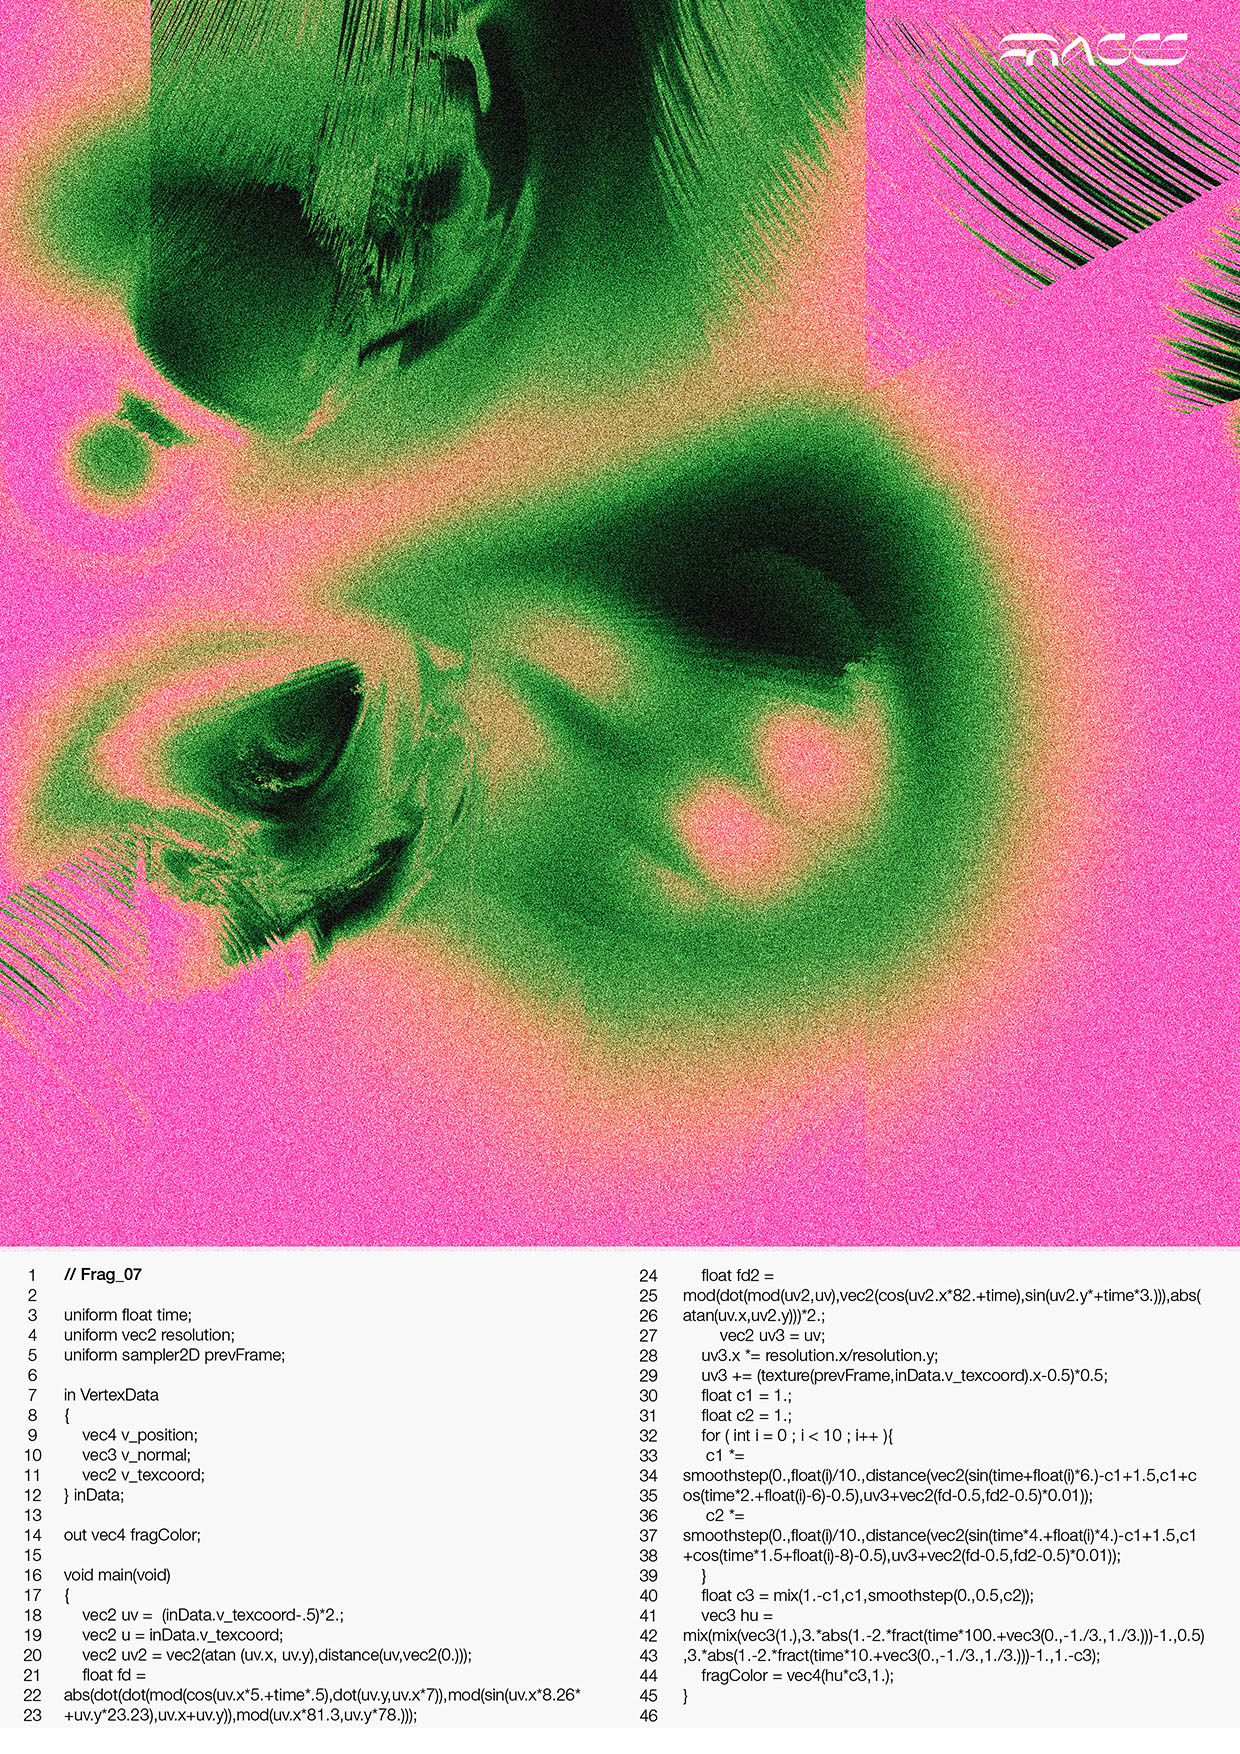 FRAGS
1 // Frag_07
2
3 uniform float time;
4 uniform vec2 resolution;
5 uniform sampler2D prevFrame;
6
7 in VertexData
8 {
9 vec4 v_position;
10 vec3 v_normal;
11 vec2 v_texcoord;
12 } inData;
13
14 out vec4 fragColor;
15
16 void main(void)
17 {
18 vec2 uv = (inData.v_texcoord-.5)*2.;
19 vec2 u = inData.v_texcoord;
20 vec2 uv2 = vec2(atan (uv.x, uv.y),distance(uv,vec2(0.)));
21 float fd =
22 abs(dot(dot(mod(cos(uv.x*5.+time*.5),dot(uv.y,uv.x*7)),mod(sin(uv.x*8.26*
23 +uv.y*23.23),uv.x+uv.y)),mod(uv.x*81.3,uv.y*78.)));
24 float fd2 =
25 mod(dot(mod(uv2,uv),vec2(cos(uv2.x*82.+time),sin(uv2.y*+time*3.))),abs(
26 atan(uv.x,uv2.y)))*2.;
27 vec2 uv3 = uv;
28 uv3.x *= resolution.x/resolution.y;
29 uv3 += (texture(prevFrame,inData.v_texcoord).x-0.5)*0.5;
30 float c1 = 1.;
31 float c2 = 1.;
32 for ( int i = 0 ; i < 10 ; i++ ){
33 c1 *=
34 smoothstep(0.,float(i)/10.,distance(vec2(sin(time+float(i)*6.)-c1+1.5,c1+c
35 os(time*2.+float(i)-6)-0.5),uv3+vec2(fd-0.5,fd2-0.5)*0.01));
36 c2 *=
37 smoothstep(0.,float(i)/10.,distance(vec2(sin(time*4.+float(i)*4.)-c1+1.5,c1
38 +cos(time*1.5+float(i)-8)-0.5),uv3+vec2(fd-0.5,fd2-0.5)*0.01));
39 }
40 float c3 = mix(1.-c1,c1,smoothstep(0.,0.5,c2));
41 vec3 hu =
42 mix(mix(vec3(1.),3.*abs(1.-2.*fract(time*100.+vec3(0.,-1./3.,1./3.)))-1.,0.5)
43 ,3.*abs(1.-2.*fract(time*10.+vec3(0.,-1./3.,1./3.)))-1.,1.-c3);
44 fragColor = vec4(hu*c3,1.);
45 }
46